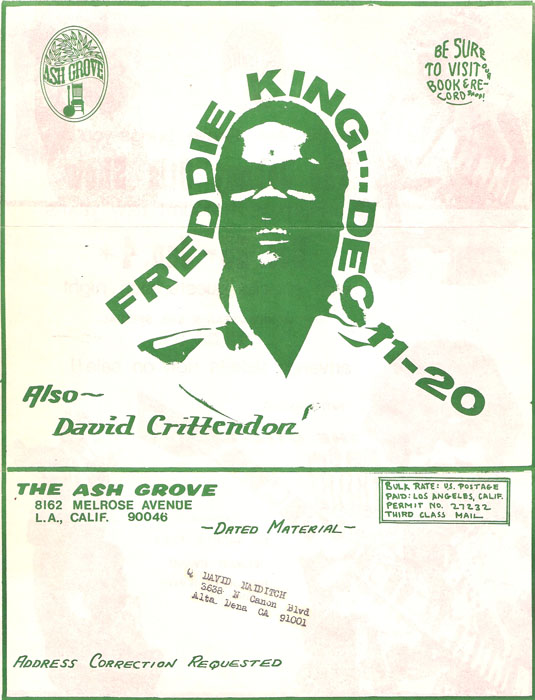 ASH GROVE
BE SURE
TO VISIT OUR
BOOK & RE-
CORD SHOP!
FREDDIE KING...DEC 11-20
Also~
David Crittendon
THE ASH GROVE
8162 MELROSE AVENUE
L.A., CALIF. 90046
BULK RATE: U.S. POSTAGE
PAID: LOS ANGELES, CALIF.
PERMIT NO. 27232
THIRD CLASS MAIL
~DATED MATERIAL~
DAVID NAIDITCH
3638 N Canon Blvd
Alta Dena CA 91001
ADDRESS CORRECTION REQUESTED